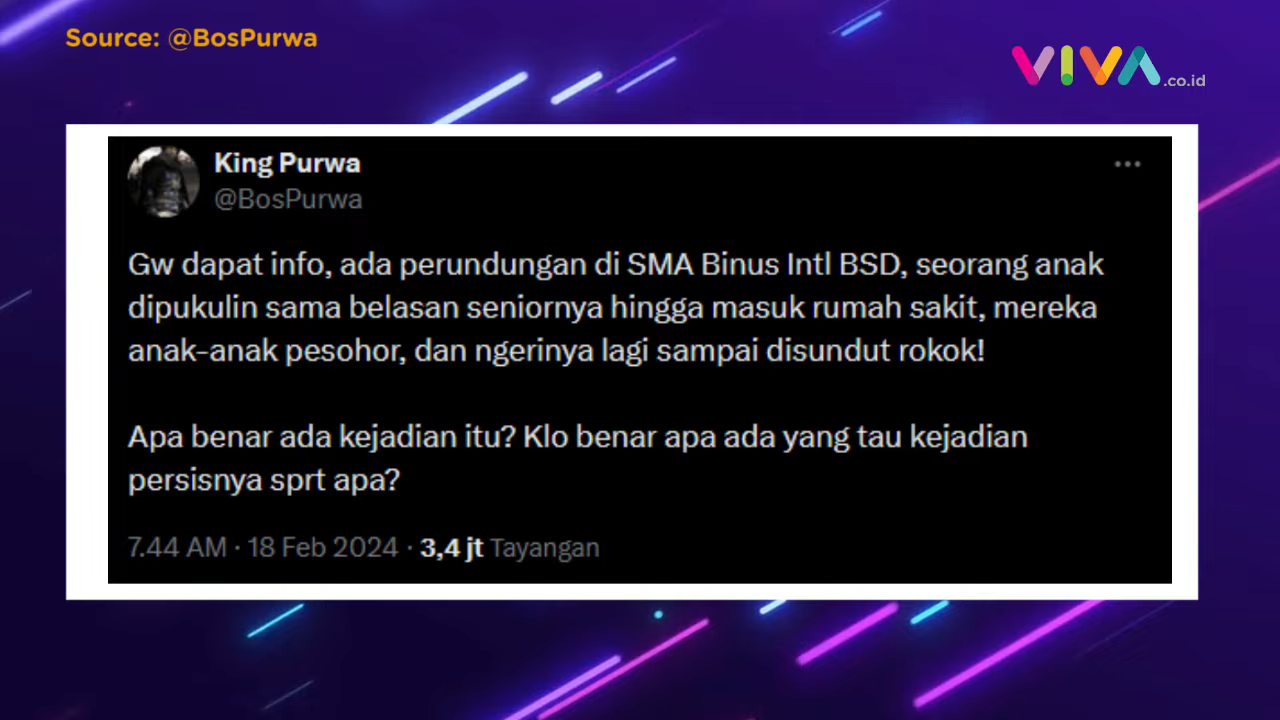 Source: @BosPurwa
VIVA.co.id
King Purwa
@BosPurwa
Gw dapat info, ada perundungan di SMA Binus Intl BSD, seorang anak
dipukulin sama belasan seniornya hingga masuk rumah sakit, mereka
anak-anak pesohor, dan ngerinya lagi sampai disundut rokok!
Apa benar ada kejadian itu? Klo benar apa ada yang tau kejadian
persisnya sprt apa?
7.44 AM · 18 Feb 2024 · 3,4 jt Tayangan